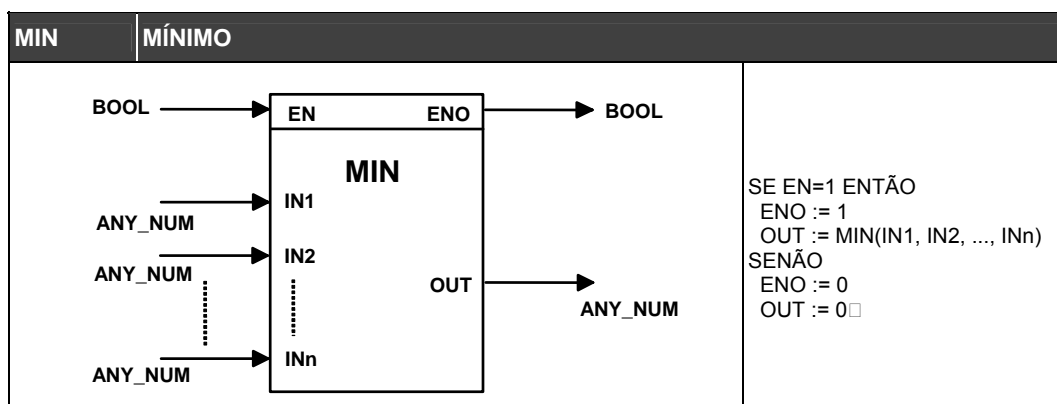 MIN MÍNIMO
BOOL EN ENO BOOL
MIN
IN1
ANY_NUM
IN2
ANY_NUM
OUT
ANY_NUM
INn
ANY_NUM
SE EN=1 ENTÃO
ENO := 1
OUT := MIN(IN1, IN2, ..., INn)
SENÃO
ENO := 0
OUT := 0□